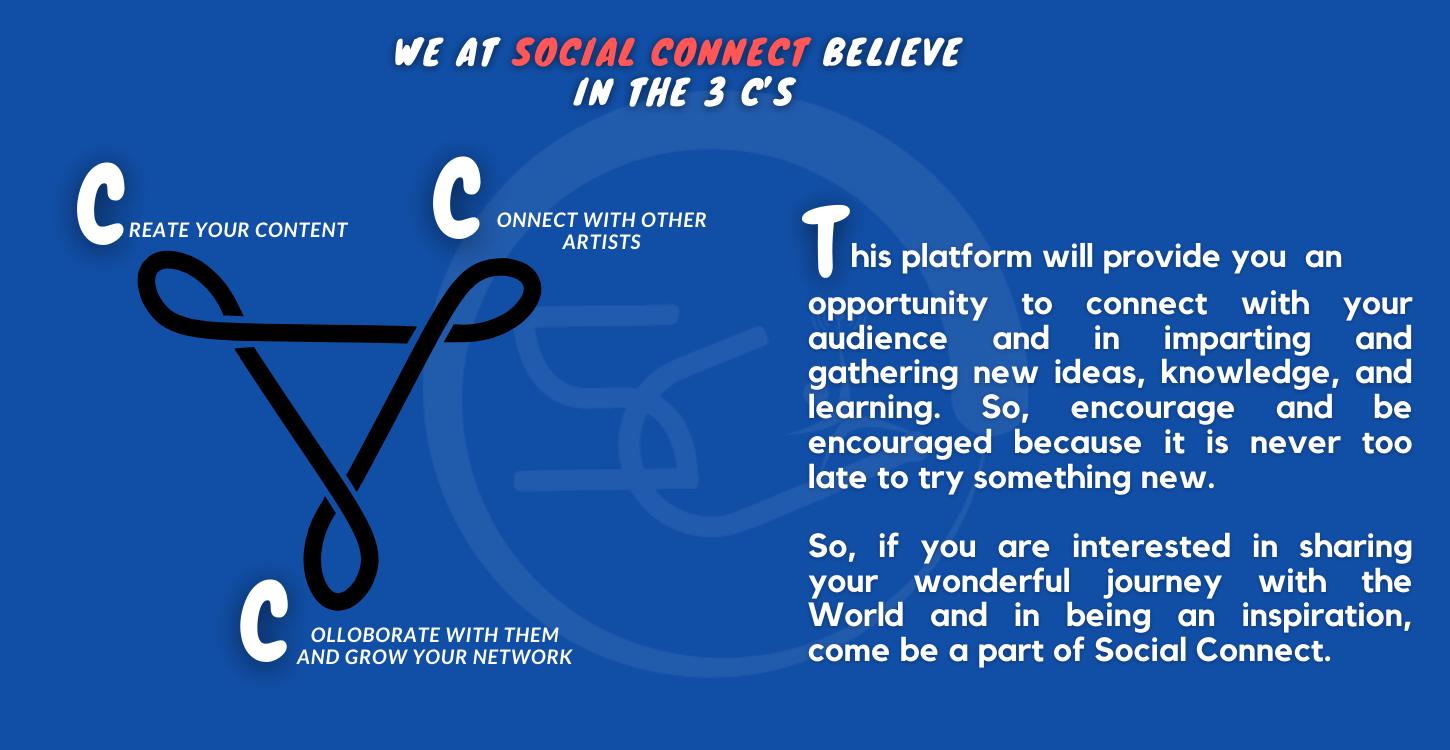 WE AT SOCIAL CONNECT BELIEVE
IN THE 3 C'S
CREATE YOUR CONTENT
CONNECT WITH OTHER
ARTISTS
COLLOBORATE WITH THEM
AND GROW YOUR NETWORK
This platform will provide you an
opportunity to connect with your
audience and in imparting and
gathering new ideas, knowledge, and
learning. So, encourage and be
encouraged because it is never too
late to try something new.
So, if you are interested in sharing
your wonderful journey with the
World and in being an inspiration,
come be a part of Social Connect.